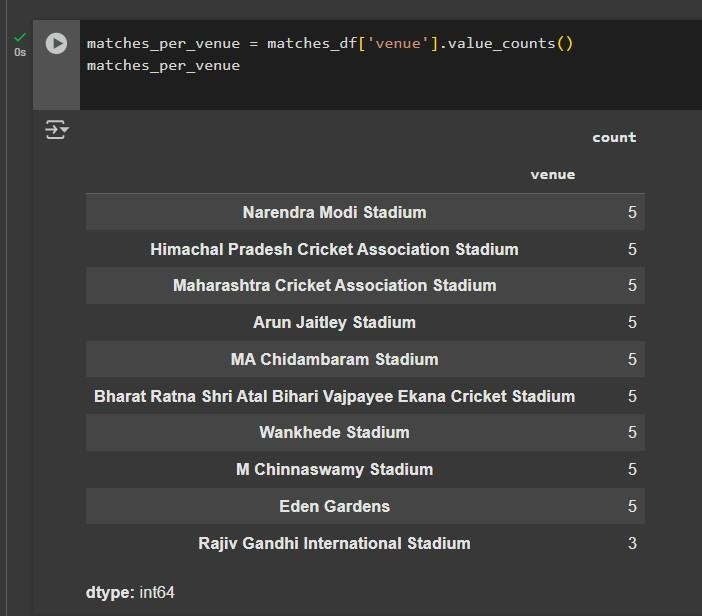 0s
matches_per_venue = matches_df['venue'].value_counts()
matches_per_venue
count
venue
Narendra Modi Stadium 5
Himachal Pradesh Cricket Association Stadium 5
Maharashtra Cricket Association Stadium 5
Arun Jaitley Stadium 5
MA Chidambaram Stadium 5
Bharat Ratna Shri Atal Bihari Vajpayee Ekana Cricket Stadium 5
Wankhede Stadium 5
M Chinnaswamy Stadium 5
Eden Gardens 5
Rajiv Gandhi International Stadium 3
dtype: int64